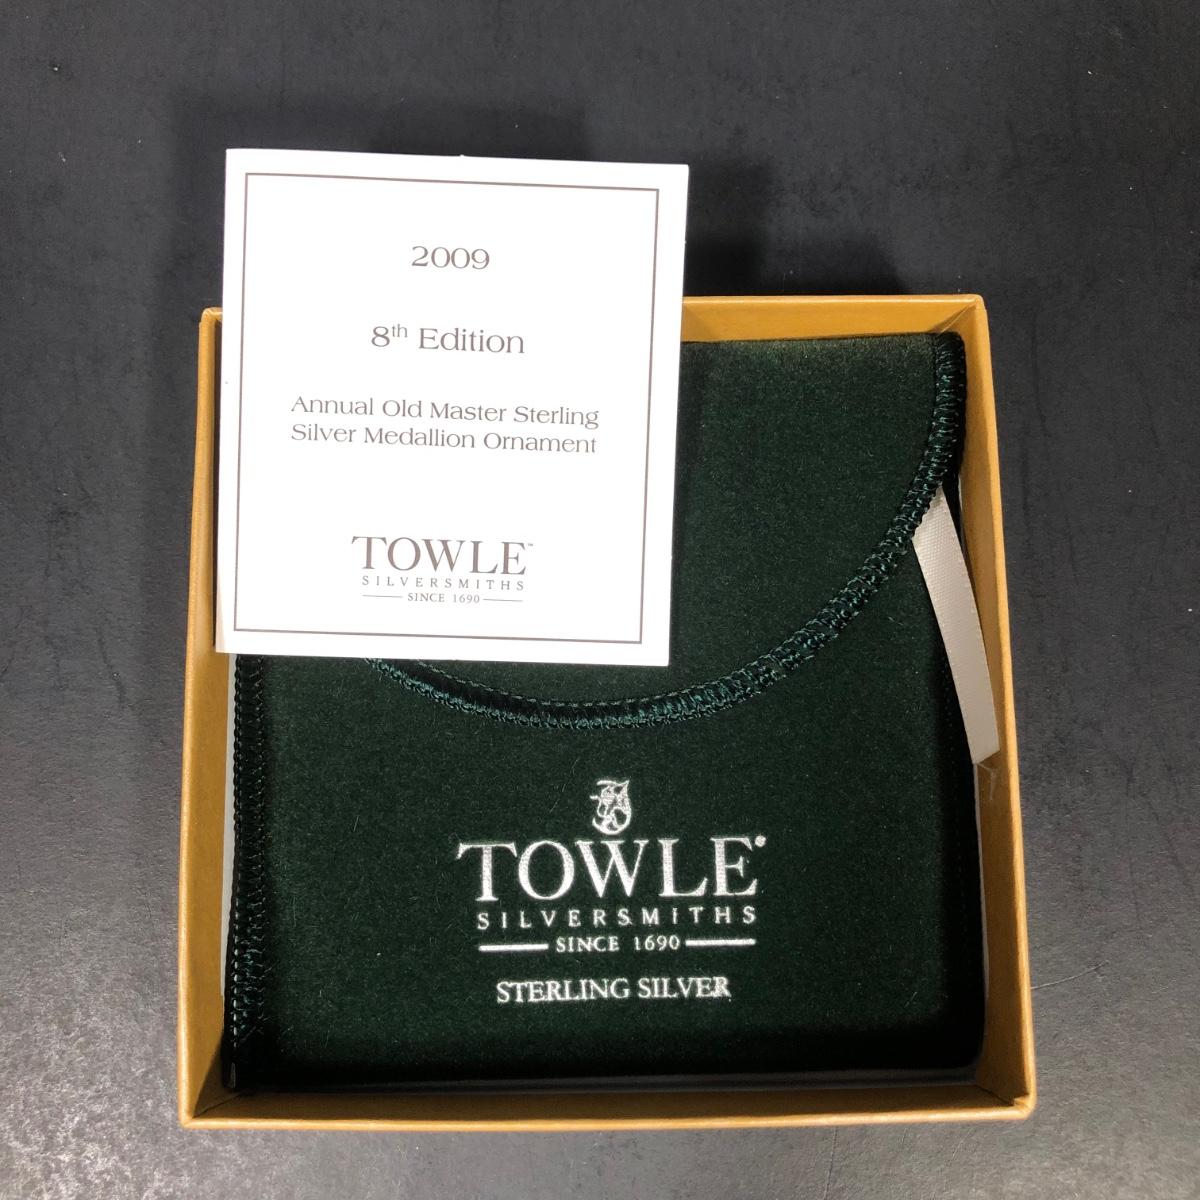 2009
8th Edition
Annual Old Master Sterling
Silver Medallion Ornament
TOWLE™
SILVERSMITHS
SINCE 1690
TOWLE®
SILVERSMITHS
SINCE 1690
STERLING SILVER